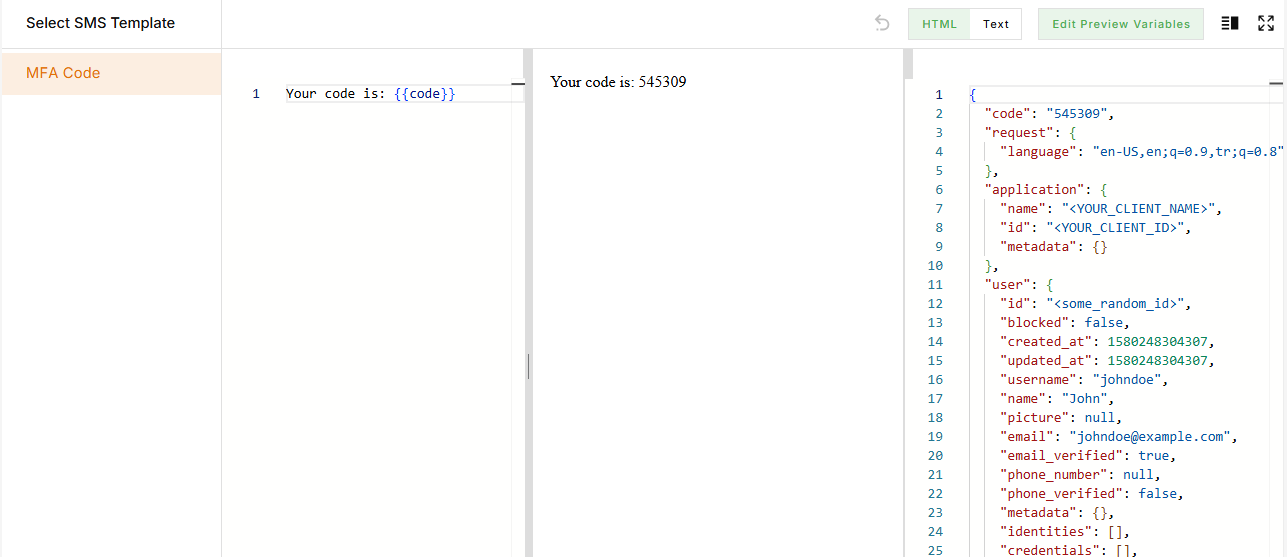 Select SMS Template
HTML Text Edit Preview Variables
MFA Code
1 Your code is: {{code}}
Your code is: 545309
1 {
2 "code": "545309",
3 "request": {
4 "language": "en-US,en;q=0.9,tr;q=0.8"
5 },
6 "application": {
7 "name": "<YOUR_CLIENT_NAME>",
8 "id": "<YOUR_CLIENT_ID>",
9 "metadata": {}
10 },
11 "user": {
12 "id": "<some_random_id>",
13 "blocked": false,
14 "created_at": 1580248304307,
15 "updated_at": 1580248304307,
16 "username": "johndoe",
17 "name": "John",
18 "picture": null,
19 "email": "johndoe@example.com",
20 "email_verified": true,
21 "phone_number": null,
22 "phone_verified": false,
23 "metadata": {},
24 "identities": [],
25 "credentials": [],